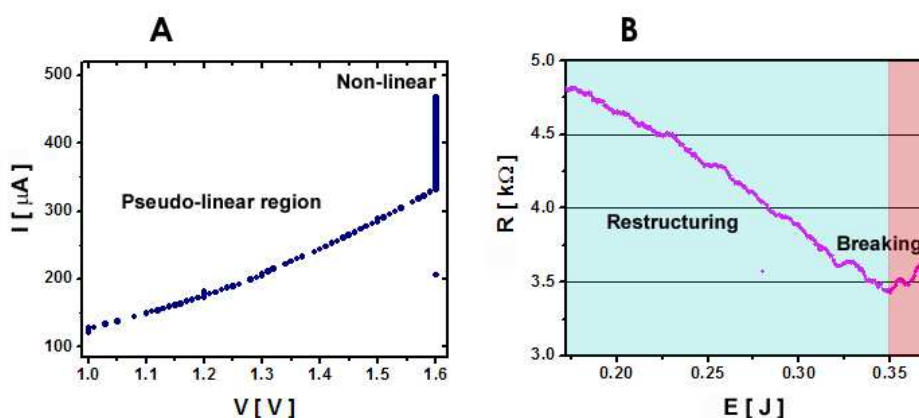 A
500
400
300
200
100
I [ μA ]
Non-linear
Pseudo-linear region
1.0
1.1
1.2
1.3
1.4
1.5
1.6
V [ V ]
B
5.0
4.5
4.0
3.5
3.0
R [ kΩ ]
Restructuring
Breaking
0.20
0.25
0.30
0.35
E [ J ]